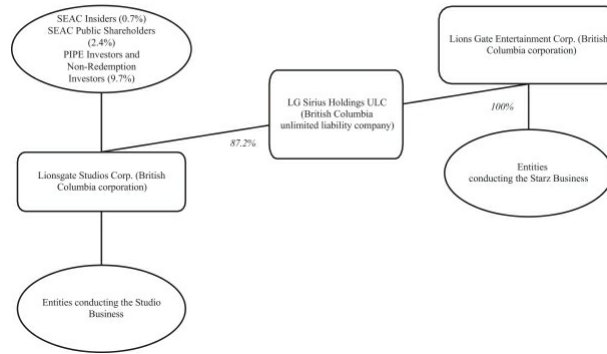 SEAC Insiders (0.7%)
SEAC Public Shareholders
(2.4%)
PIPE Investors and
Non-Redemption
Investors (9.7%)
Lions Gate Entertainment Corp. (British
Columbia corporation)
LG Sirius Holdings ULC
(British Columbia
unlimited liability company)
100%
87.2%
Lionsgate Studios Corp. (British
Columbia corporation)
Entities
conducting the Starz Business
Entities conducting the Studio
Business